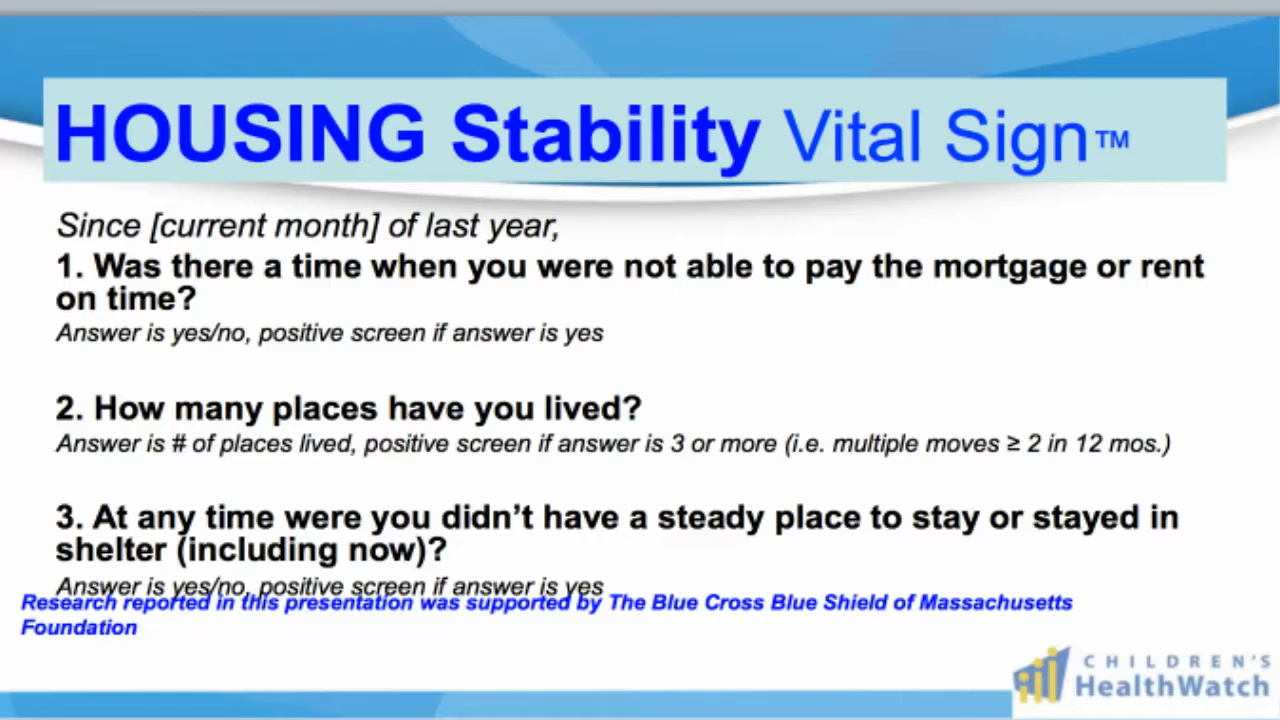 HOUSING Stability Vital Sign™
Since [current month] of last year,
1. Was there a time when you were not able to pay the mortgage or rent
on time?
Answer is yes/no, positive screen if answer is yes
2. How many places have you lived?
Answer is # of places lived, positive screen if answer is 3 or more (i.e. multiple moves ≥ 2 in 12 mos.)
3. At any time were you didn’t have a steady place to stay or stayed in
shelter (including now)?
Answer is yes/no, positive screen if answer is yes
Research reported in this presentation was supported by The Blue Cross Blue Shield of Massachusetts
Foundation
CHILDREN'S
HealthWatch